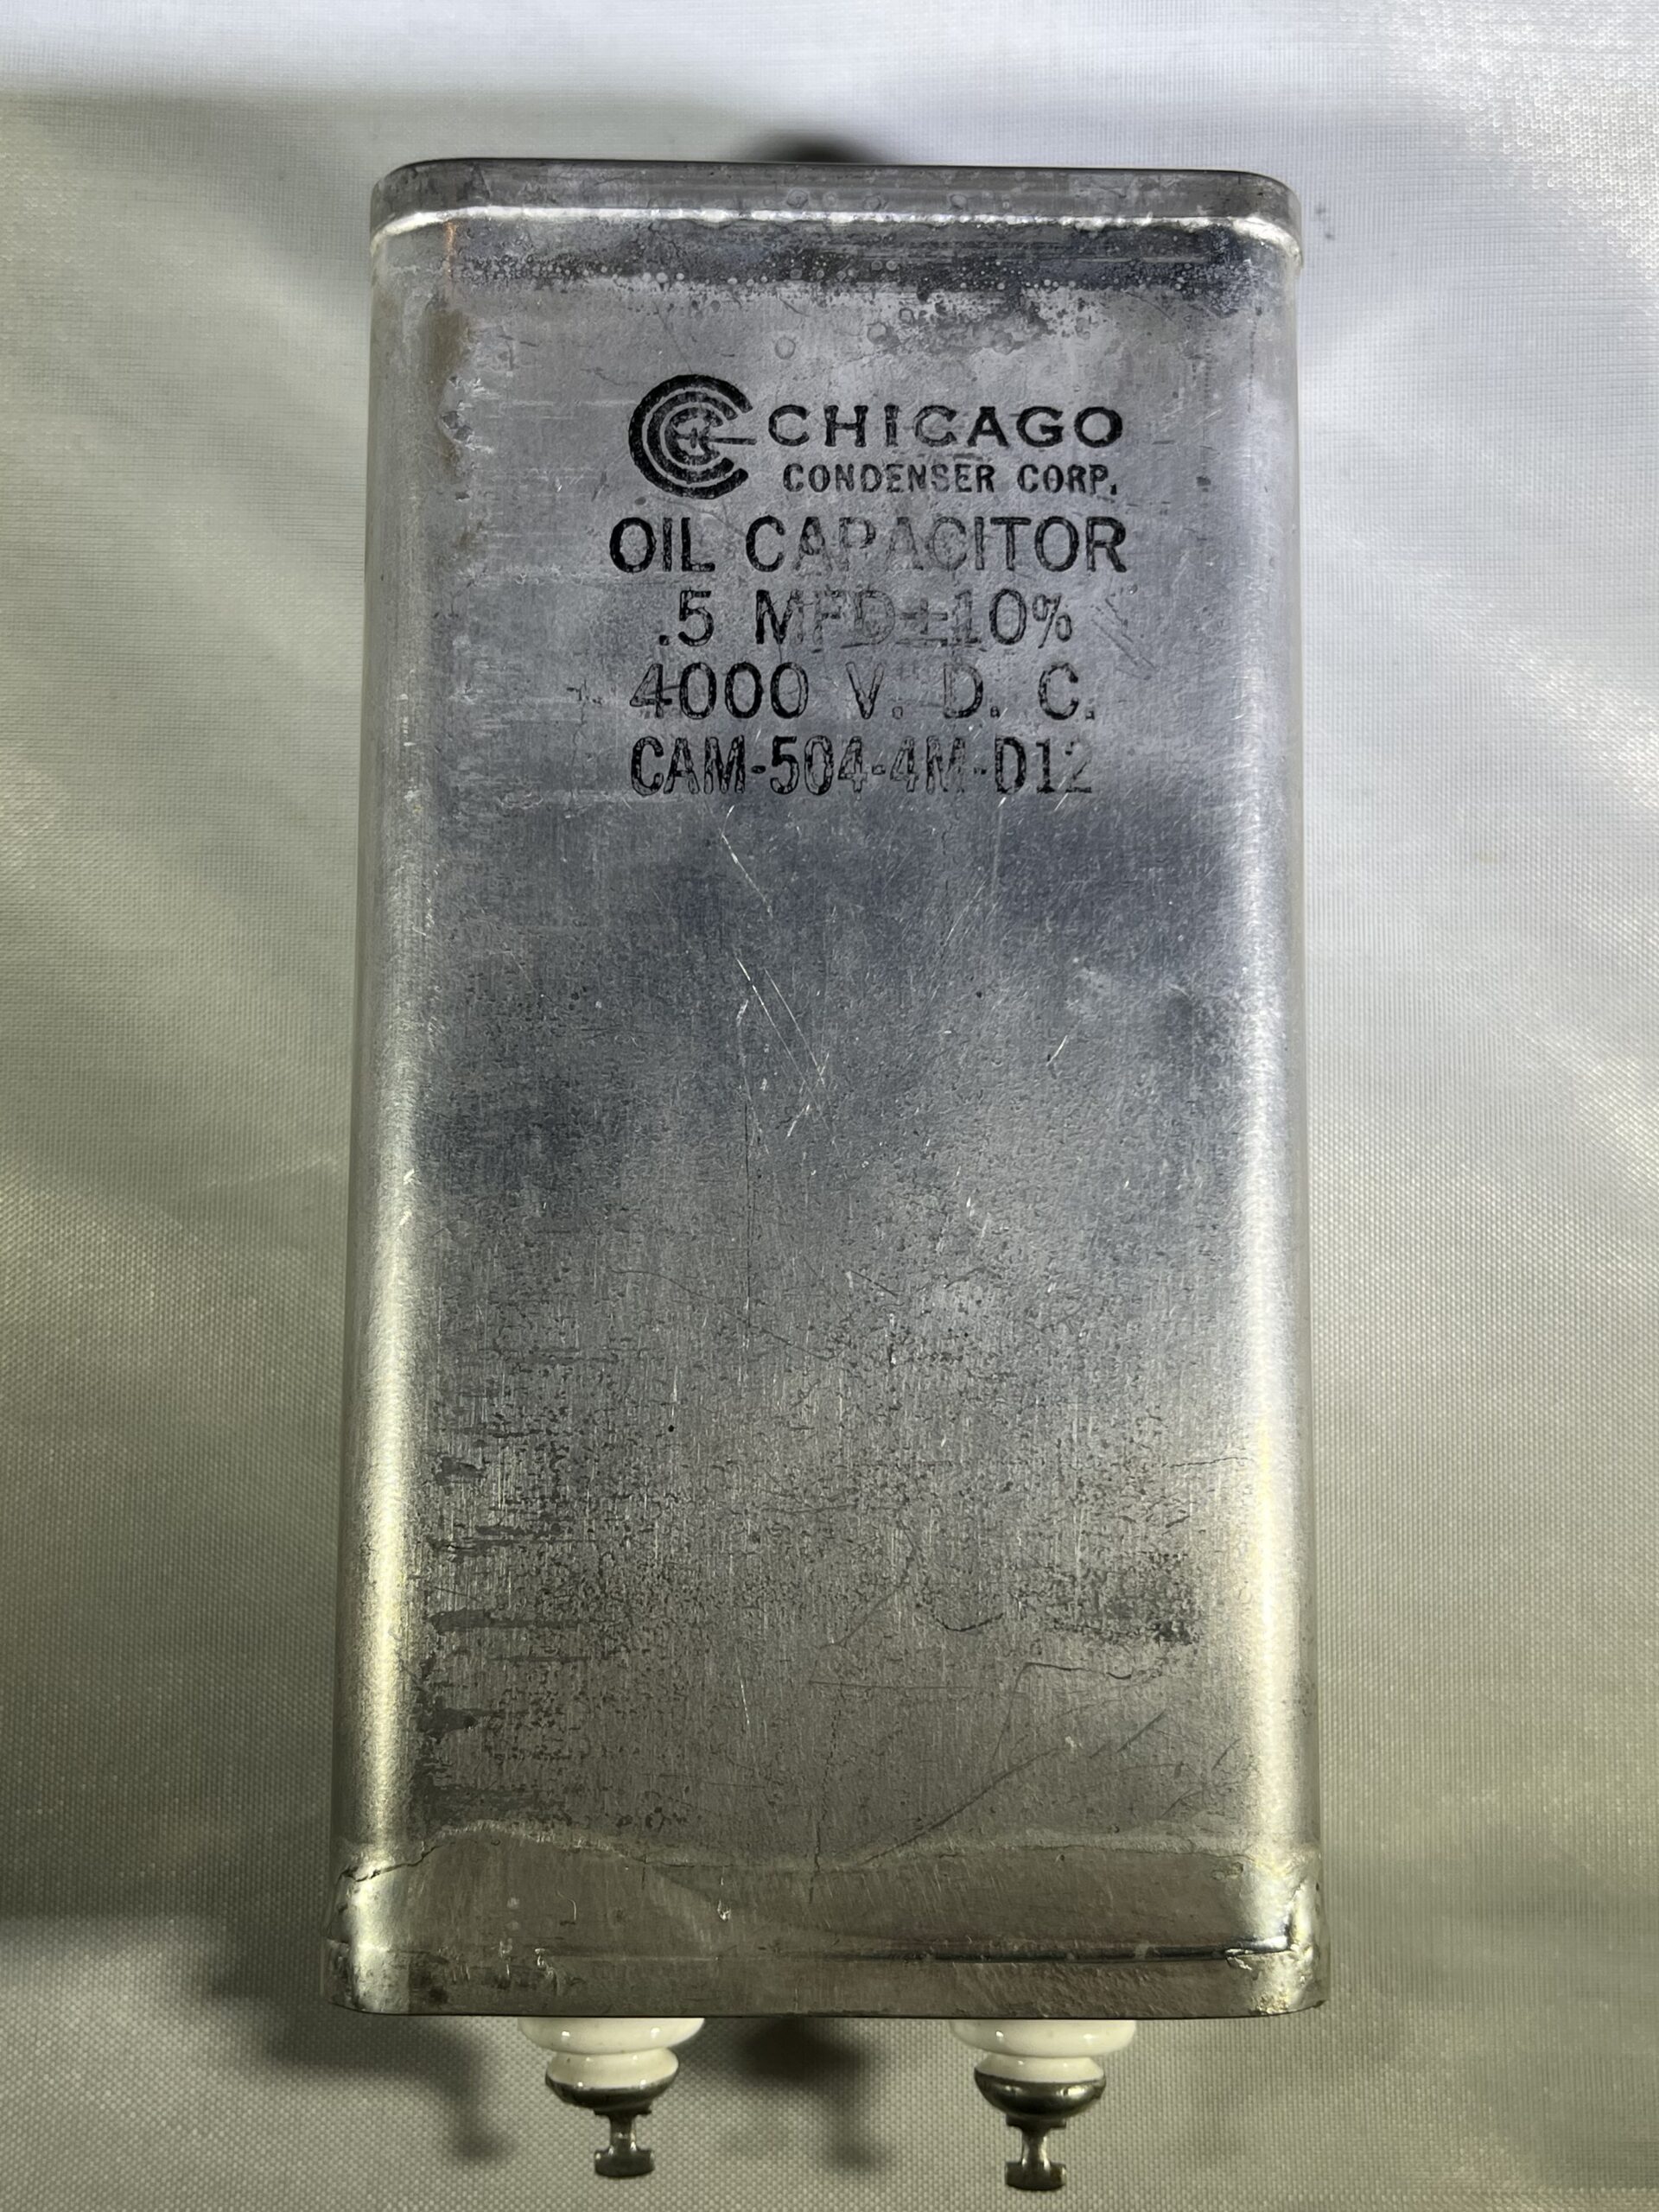 CHICAGO
CONDENSER CORP.
OIL CAPACITOR
.5 MFD±10%
4000 V. D. C.
CAM-504-4M-D12